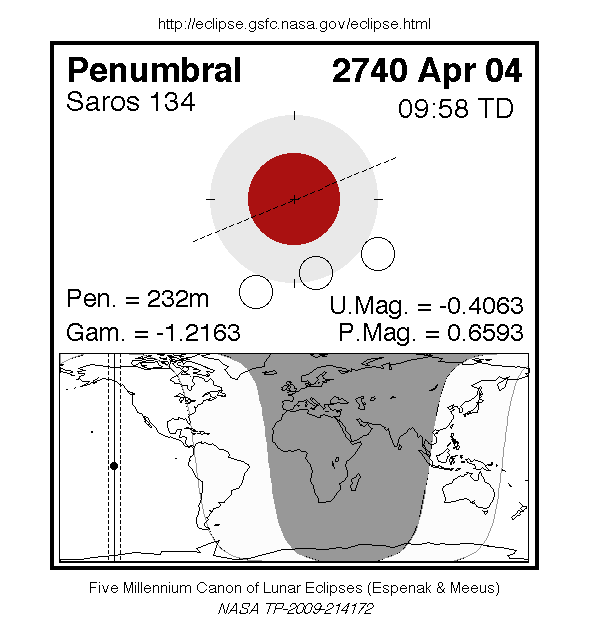 http://eclipse.gsfc.nasa.gov/eclipse.html
Penumbral 2740 Apr 04
Saros 134 09:58 TD
Pen. = 232m U.Mag. = -0.4063
Gam. = -1.2163 P.Mag. = 0.6593
Five Millennium Canon of Lunar Eclipses (Espenak & Meeus)
NASA TP-2009-214172